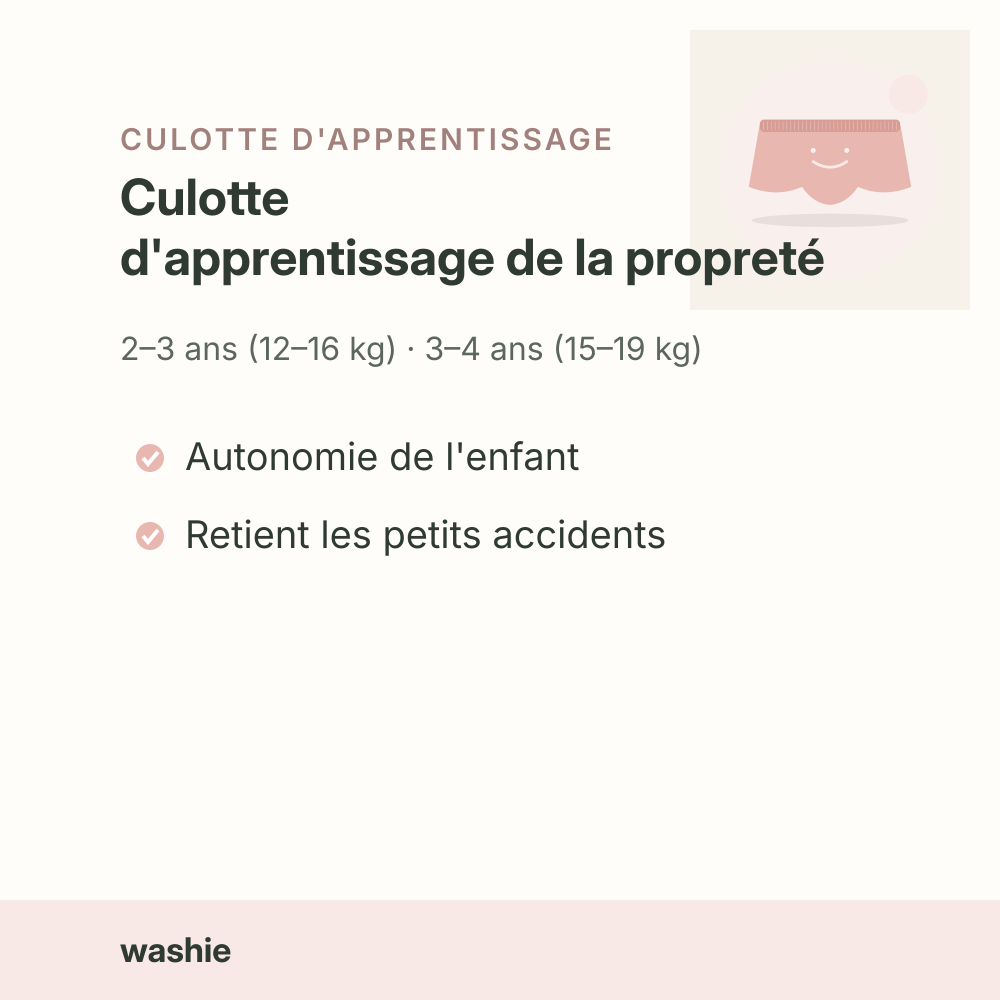 CULOTTE D'APPRENTISSAGE
Culotte
d'apprentissage de la propreté
2–3 ans (12–16 kg) · 3–4 ans (15–19 kg)
Autonomie de l'enfant
Retient les petits accidents
washie